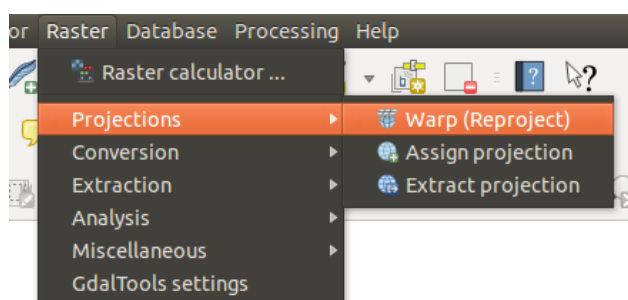 or Raster Database Processing Help
Raster calculator ...
Projections
Warp (Reproject)
Conversion
Assign projection
Extraction
Extract projection
Analysis
Miscellaneous
GdalTools settings